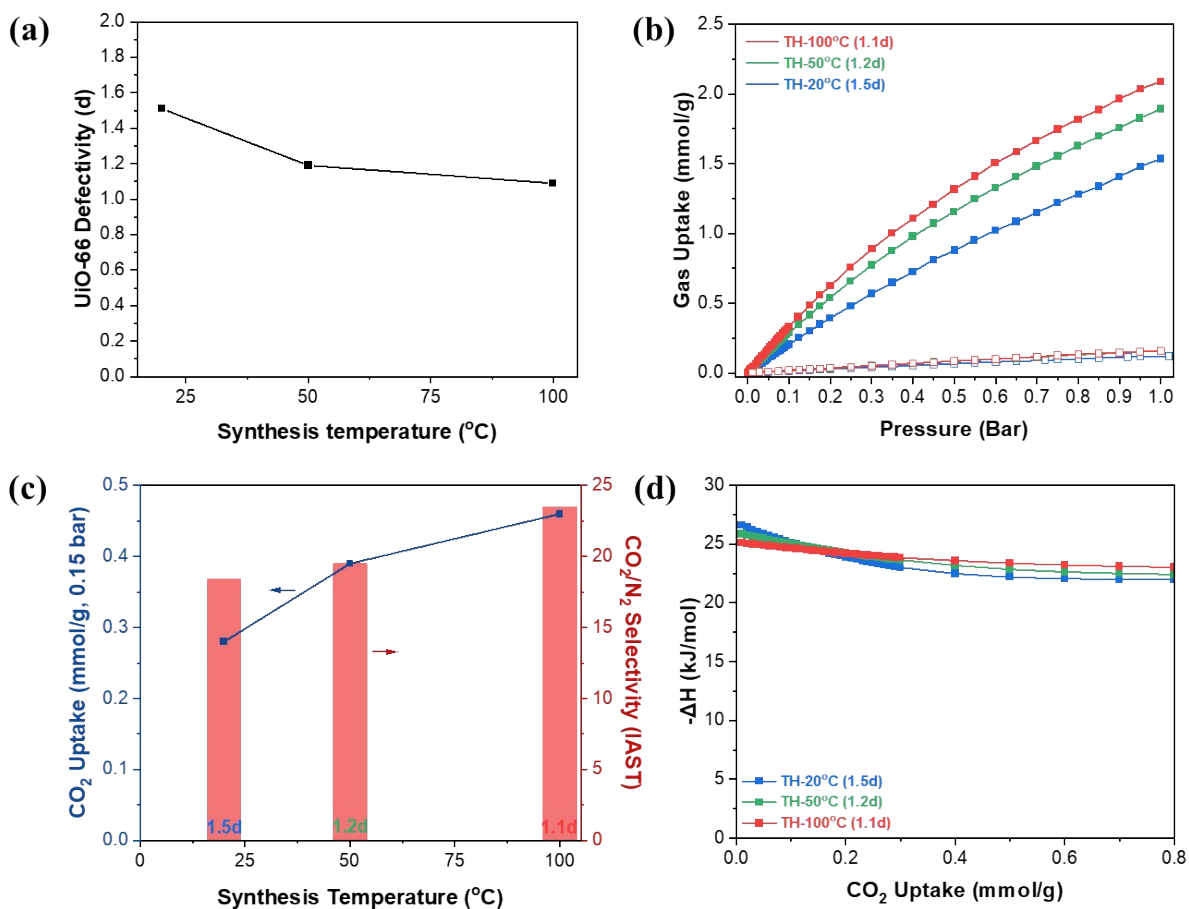 (a)
UiO-66 Defectivity (d)
2.0
1.8
1.6
1.4
1.2
1.0
0.8
0.6
0.4
0.2
0.0
25 50 75 100
Synthesis temperature (°C)
(b)
TH-100°C (1.1d)
TH-50°C (1.2d)
TH-20°C (1.5d)
Gas Uptake (mmol/g)
2.5
2.0
1.5
1.0
0.5
0.0
0.0 0.1 0.2 0.3 0.4 0.5 0.6 0.7 0.8 0.9 1.0
Pressure (Bar)
(c)
CO₂ Uptake (mmol/g, 0.15 bar)
0.5
0.4
0.3
0.2
0.1
0.0
1.5d 1.2d 1.1d
0 25 50 75 100
Synthesis Temperature (°C)
25
20
15
10
5
0
CO₂/N₂ Selectivity (IAST)
(d)
-ΔH (kJ/mol)
30
25
20
15
10
5
0
TH-20°C (1.5d)
TH-50°C (1.2d)
TH-100°C (1.1d)
0.0 0.2 0.4 0.6 0.8
CO₂ Uptake (mmol/g)